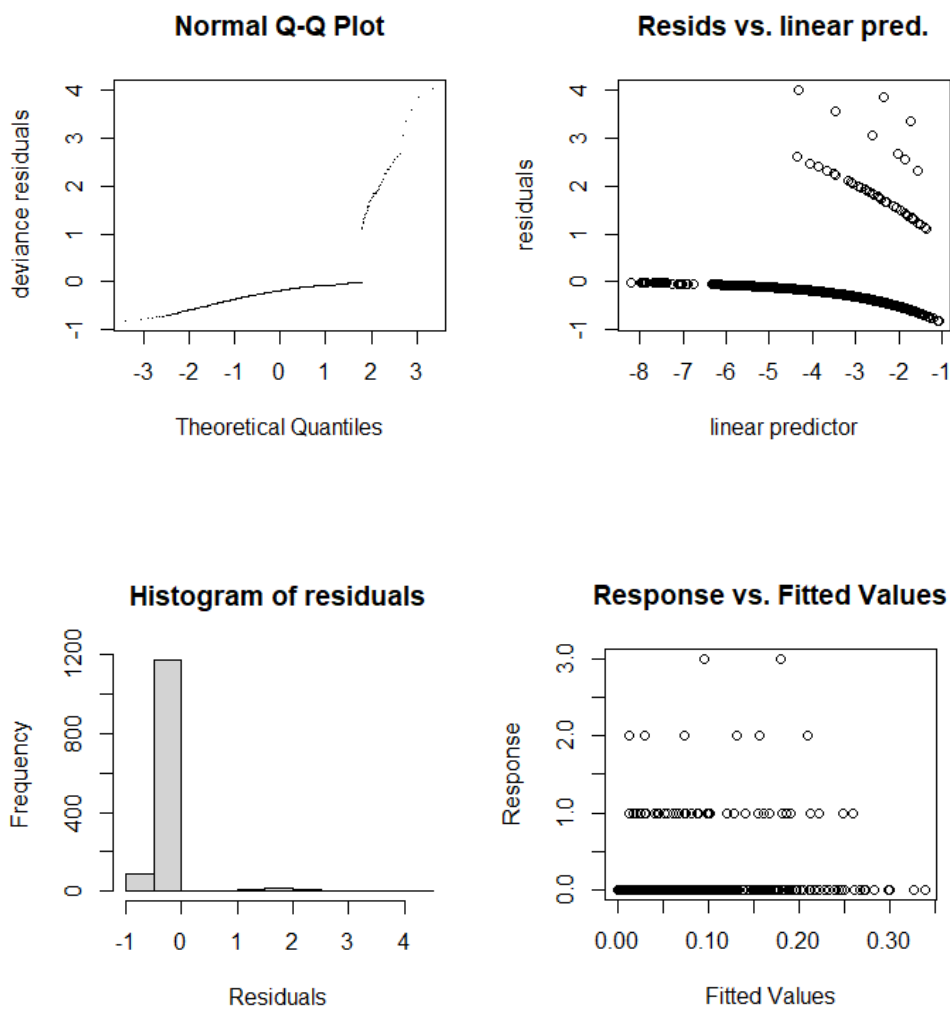 Normal Q-Q Plot
deviance residuals
4
3
2
1
0
-1
-3 -2 -1 0 1 2 3
Theoretical Quantiles
Resids vs. linear pred.
residuals
4
3
2
1
0
-1
-8 -7 -6 -5 -4 -3 -2 -1
linear predictor
Histogram of residuals
Frequency
1200
800
400
0
-1 0 1 2 3 4
Residuals
Response vs. Fitted Values
Response
3.0
2.0
1.0
0.0
0.00 0.10 0.20 0.30
Fitted Values